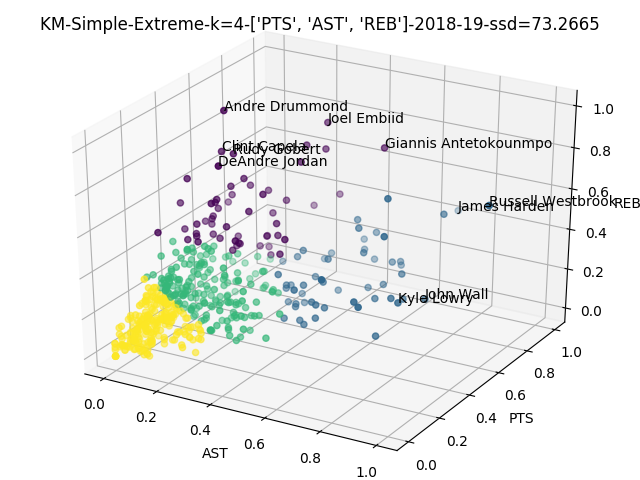 KM-Simple-Extreme-k=4-['PTS', 'AST', 'REB']-2018-19-ssd=73.2665
Andre Drummond
Joel Embiid
Clint Capela
Rudy Gobert
Giannis Antetokounmpo
DeAndre Jordan
Russell Westbrook
James Harden
John Wall
Kyle Lowry
REB
1.0
0.8
0.6
0.4
0.2
0.0
PTS
1.0
0.8
0.6
0.4
0.2
0.0
AST
0.0
0.2
0.4
0.6
0.8
1.0